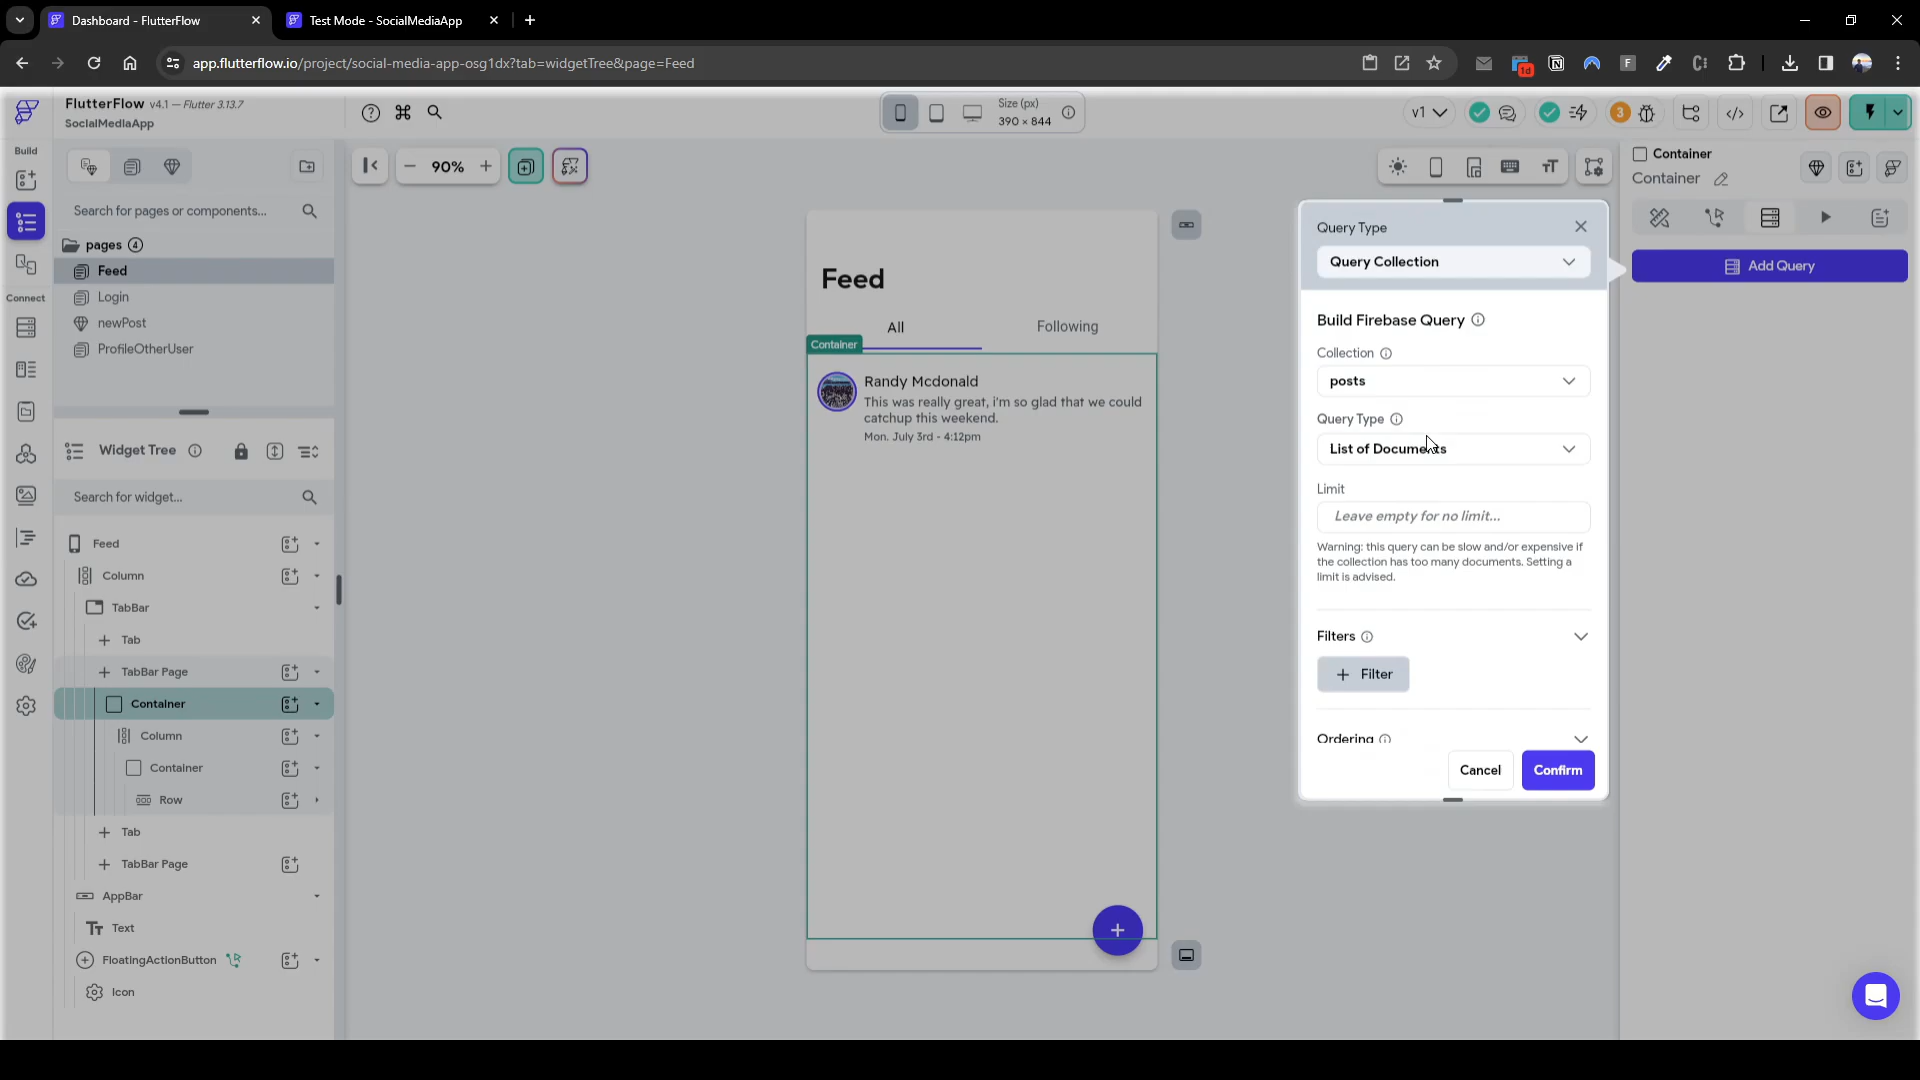 Dashboard - FlutterFlow
Test Mode - SocialMediaApp
app.flutterflow.io/project/social-media-app-osg1dx?tab=widgetTree&page=Feed
1d
FlutterFlow v4.1 — Flutter 3.13.7
SocialMediaApp
Size (px)
390 × 844
v1
3
Build
Connect
90%
Search for pages or components...
pages 4
Feed
Login
newPost
ProfileOtherUser
Widget Tree
Search for widget...
Feed
Column
TabBar
Tab
TabBar Page
Container
Column
Container
Row
Tab
TabBar Page
AppBar
Text
FloatingActionButton
Icon
Feed
All
Following
Container
Randy Mcdonald
This was really great, i'm so glad that we could
catchup this weekend.
Mon. July 3rd - 4:12pm
Query Type
Query Collection
Build Firebase Query
Collection
posts
Query Type
List of Documents
Limit
Leave empty for no limit...
Warning: this query can be slow and/or expensive if
the collection has too many documents. Setting a
limit is advised.
Filters
+ Filter
Ordering
Cancel
Confirm
Container
Container
Add Query